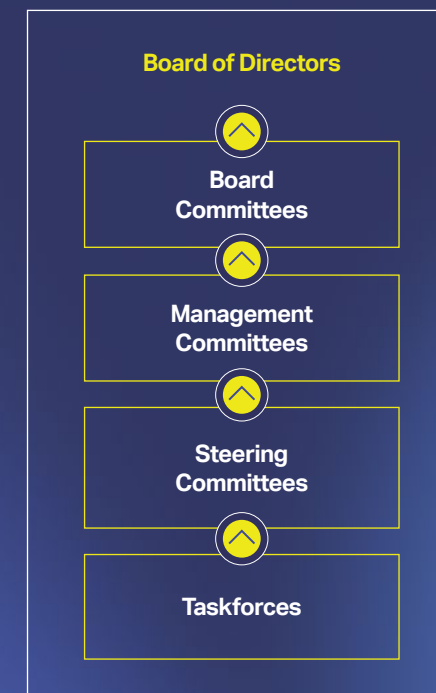 Board of Directors
Board
Committees
Management
Committees
Steering
Committees
Taskforces